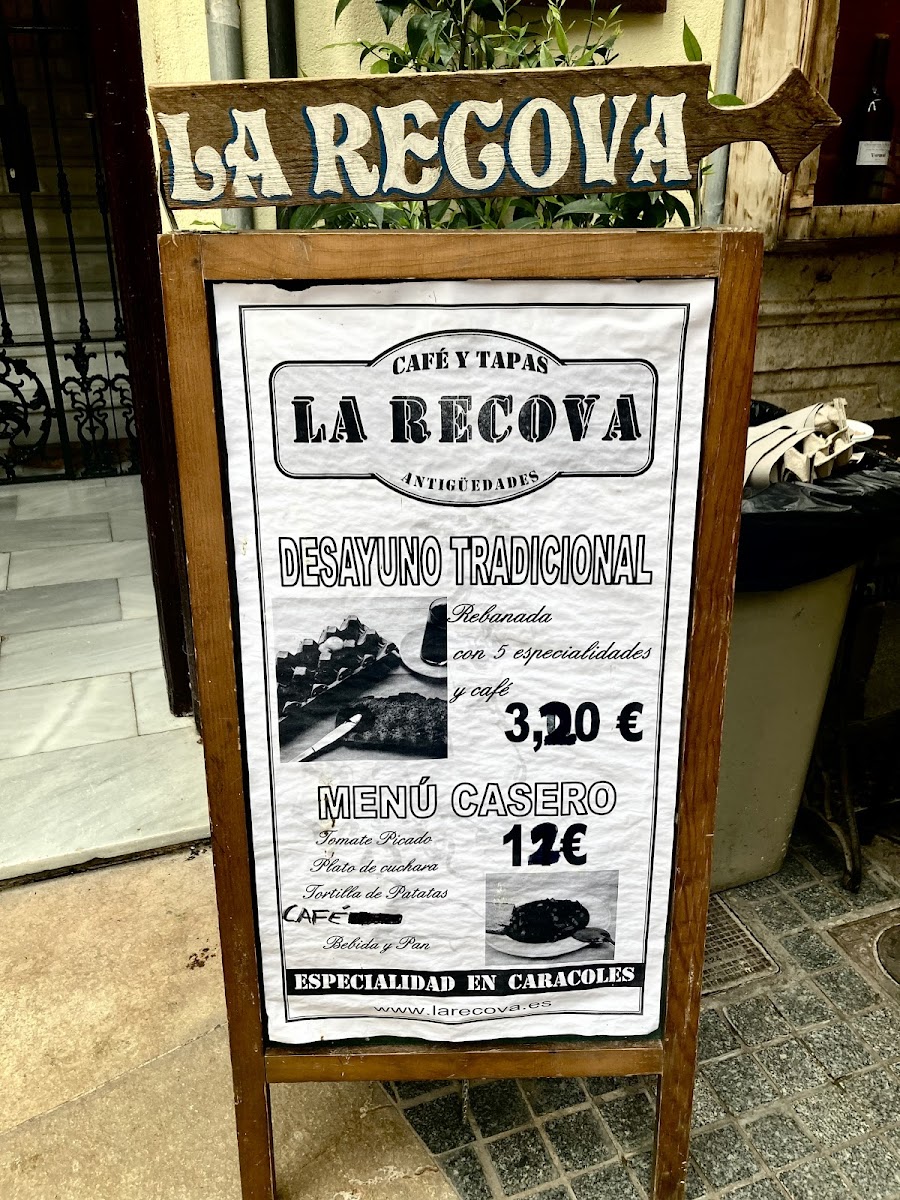 LA RECOVA
CAFÉ Y TAPAS
LA RECOVA
ANTIGÜEDADES
DESAYUNO TRADICIONAL
Rebanada
con 5 especialidades
y café
3,20 €
MENÚ CASERO
12€
Tomate Picado
Plato de cuchara
Tortilla de Patatas
CAFÉ
Bebida y Pan
ESPECIALIDAD EN CARACOLES
www.larecova.es